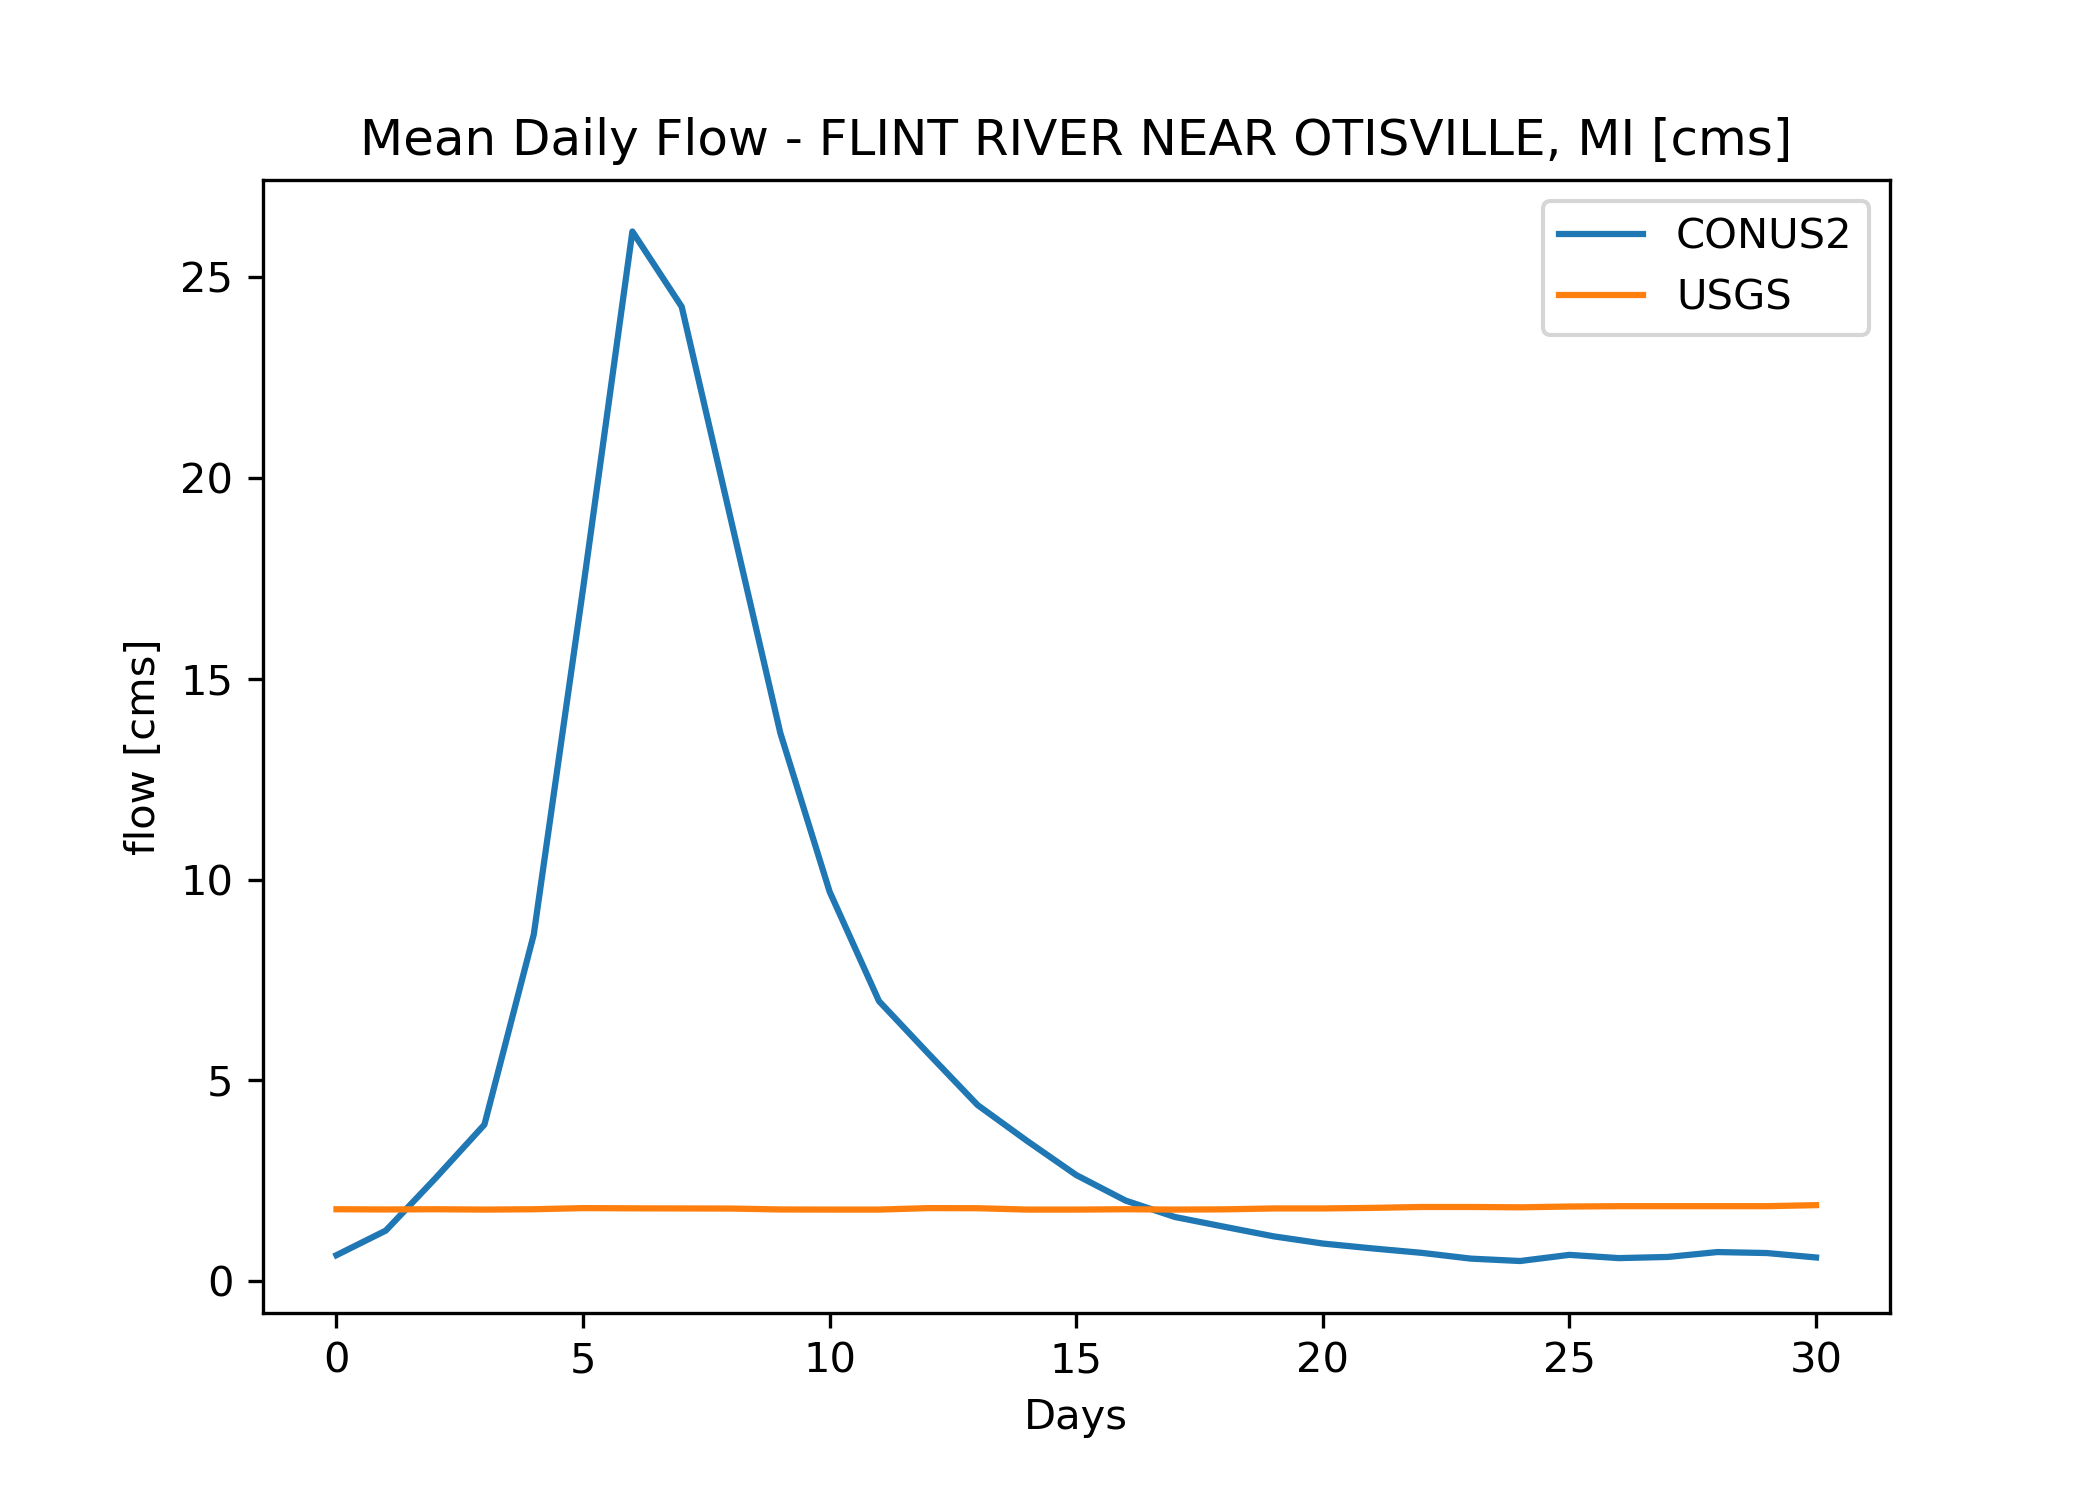 Mean Daily Flow - FLINT RIVER NEAR OTISVILLE, MI [cms]
CONUS2
USGS
flow [cms]
25
20
15
10
5
0
0 5 10 15 20 25 30
Days